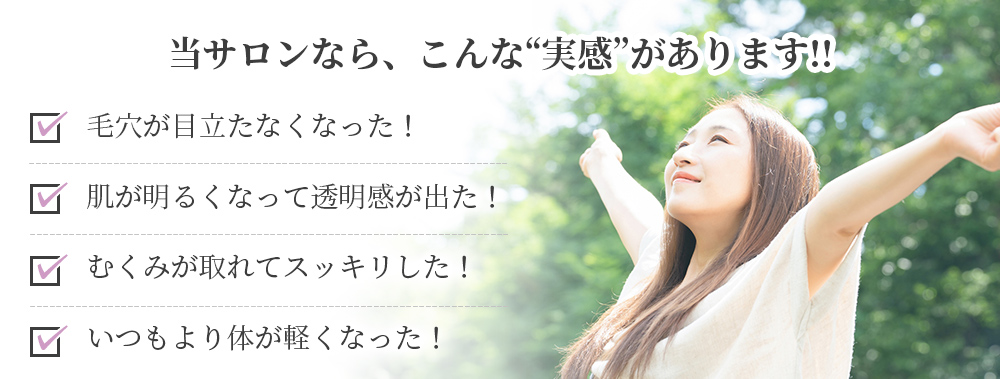 当サロンなら、こんな“実感”があります!!
毛穴が目立たなくなった！
肌が明るくなって透明感が出た！
むくみが取れてスッキリした！
いつもより体が軽くなった！